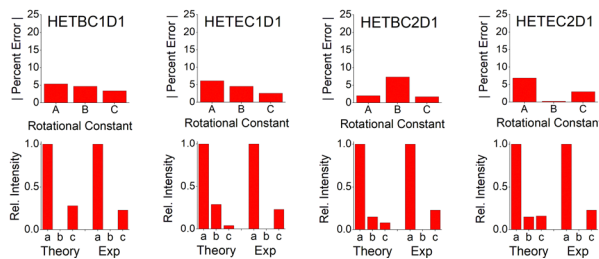 HETBC1D1 HETEC1D1 HETBC2D1 HETEC2D1
| Percent Error | | Percent Error | | Percent Error | | Percent Error |
25 25 25 25
20 20 20 20
15 15 15 15
10 10 10 10
5 5 5 5
0 0 0 0
A B C A B C A B C A B C
Rotational Constant Rotational Constant Rotational Constant Rotational Constant
Rel. Intensity Rel. Intensity Rel. Intensity Rel. Intensity
1.0 1.0 1.0 1.0
0.5 0.5 0.5 0.5
0.0 0.0 0.0 0.0
a b c a b c a b c a b c a b c a b c a b c a b c
Theory Exp Theory Exp Theory Exp Theory Exp